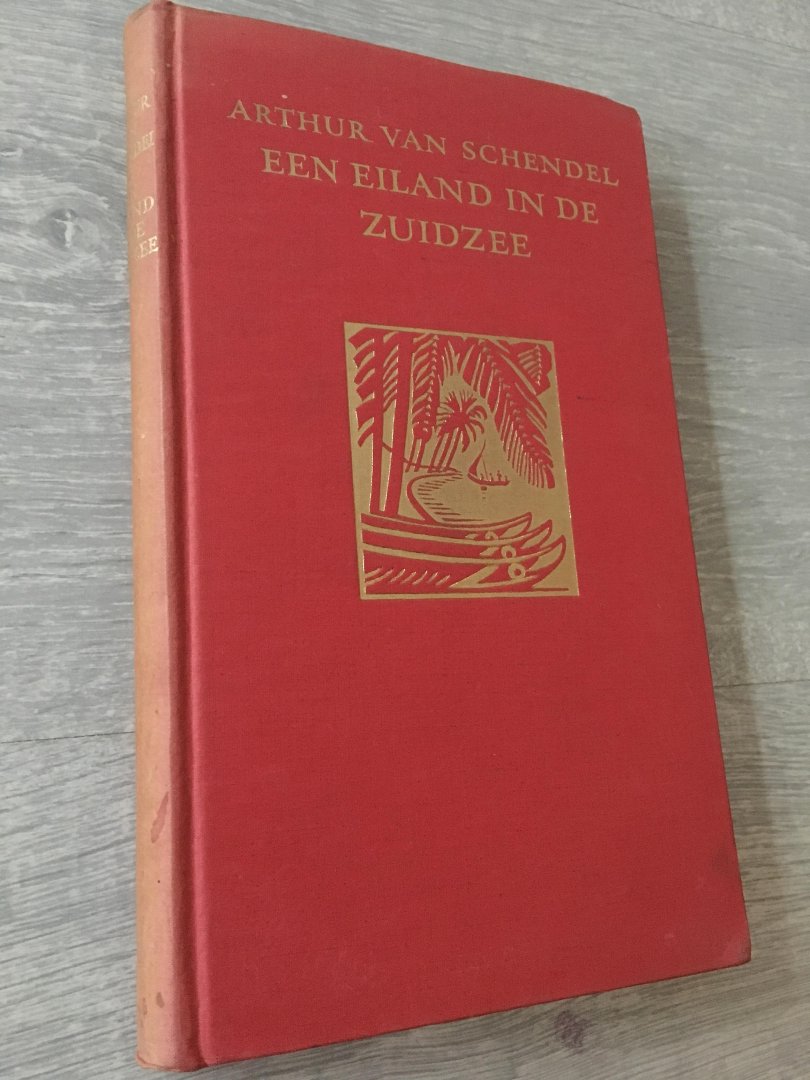 ARTHUR VAN SCHENDEL
EEN EILAND IN DE
ZUIDZEE